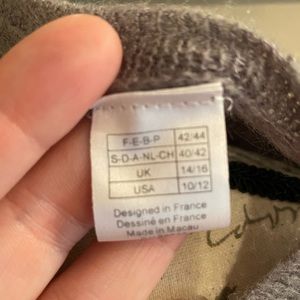 F-E-B-P 42/44
S-D-A-NL-CH 40/42
UK 14/16
USA 10/12
Designed in France
Dessiné en France
Made in Macau